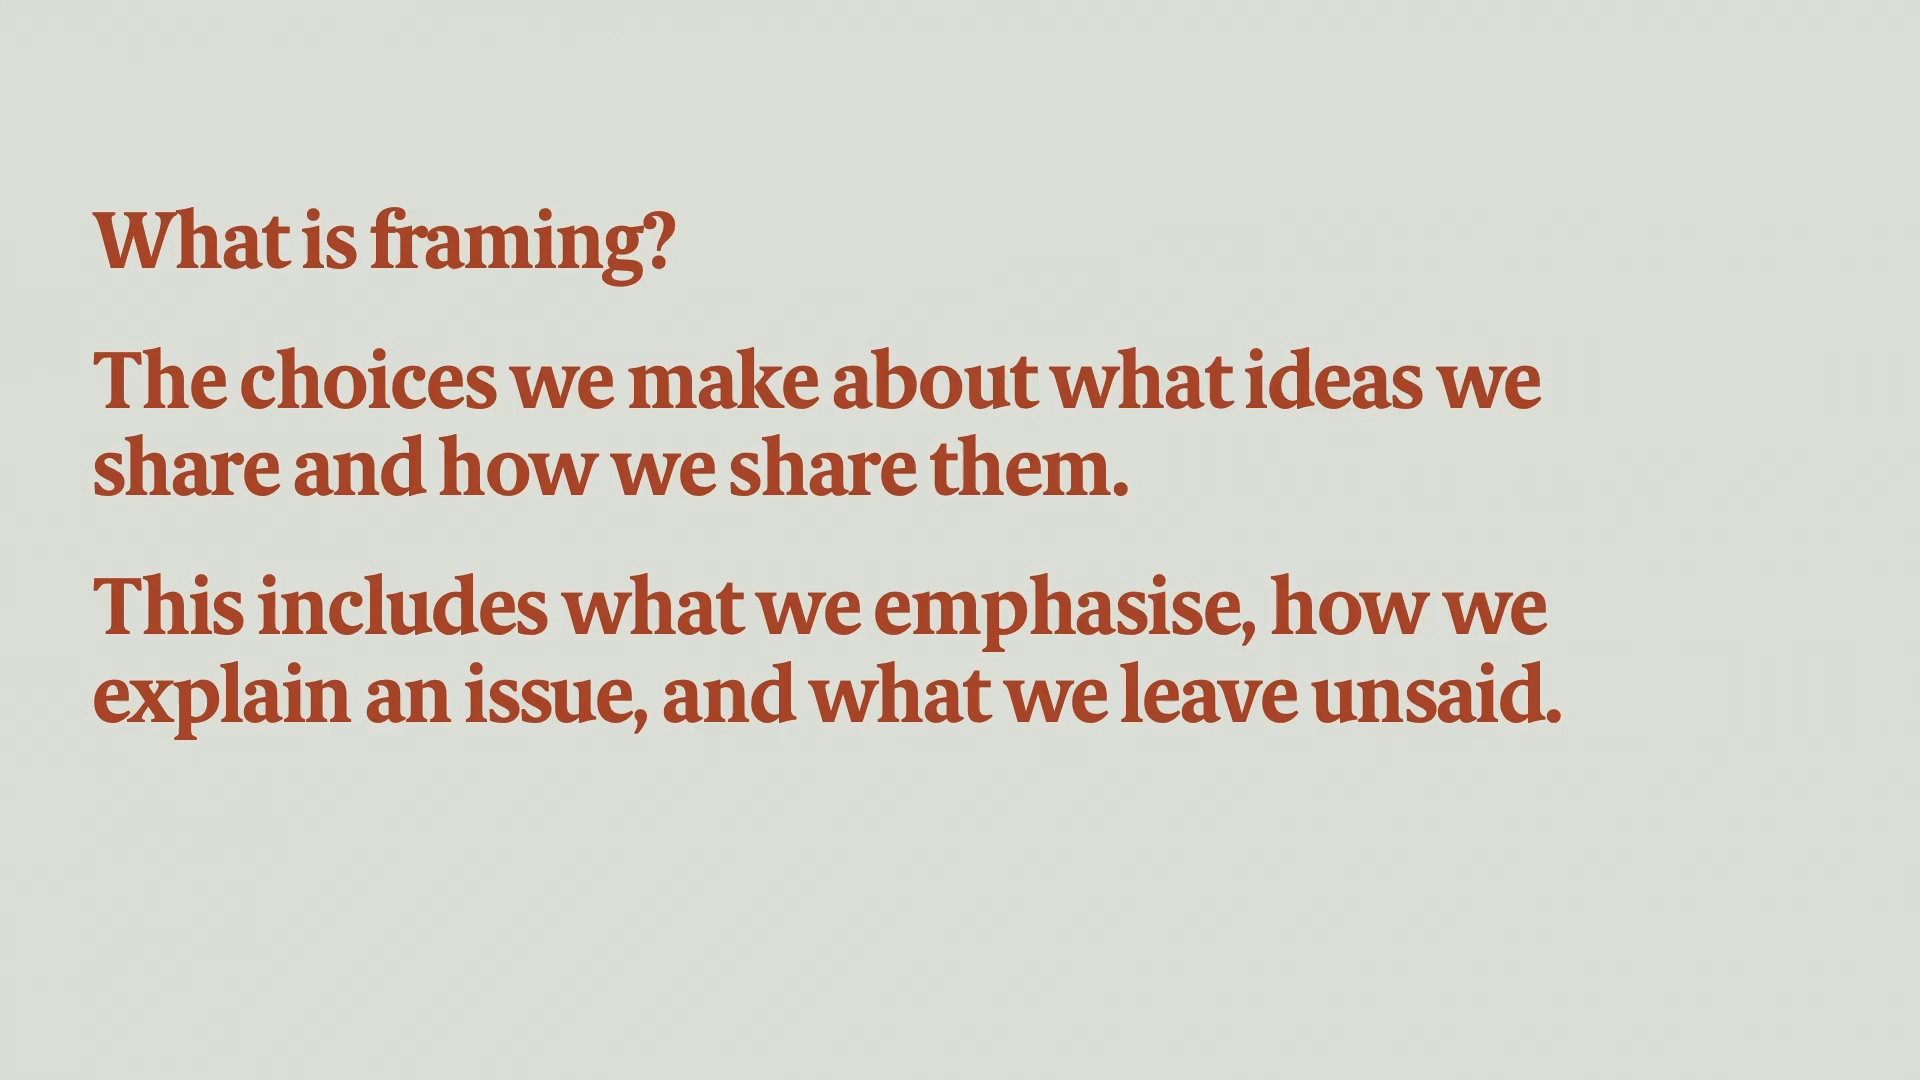 What is framing?
The choices we make about what ideas we
share and how we share them.
This includes what we emphasise, how we
explain an issue, and what we leave unsaid.